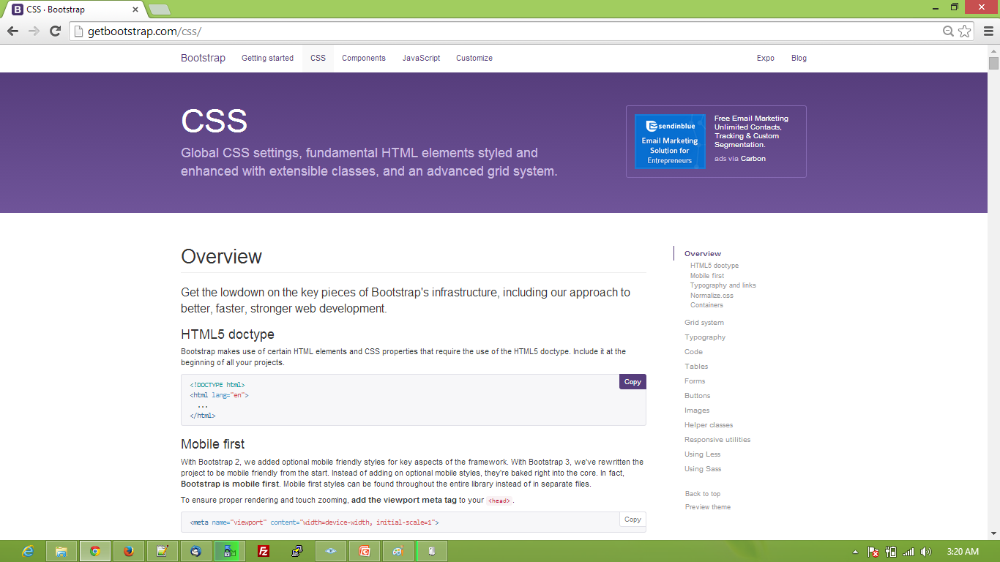 CSS · Bootstrap
getbootstrap.com/css/
Bootstrap Getting started CSS Components JavaScript Customize Expo Blog
CSS
Global CSS settings, fundamental HTML elements styled and
enhanced with extensible classes, and an advanced grid system.
sendinblue
Email Marketing
Solution for
Entrepreneurs
Free Email Marketing
Unlimited Contacts,
Tracking & Custom
Segmentation.
ads via Carbon
Overview
Get the lowdown on the key pieces of Bootstrap's infrastructure, including our approach to
better, faster, stronger web development.
HTML5 doctype
Bootstrap makes use of certain HTML elements and CSS properties that require the use of the HTML5 doctype. Include it at the
beginning of all your projects.
Copy
<!DOCTYPE html>
<html lang="en">
...
</html>
Mobile first
With Bootstrap 2, we added optional mobile friendly styles for key aspects of the framework. With Bootstrap 3, we've rewritten the
project to be mobile friendly from the start. Instead of adding on optional mobile styles, they're baked right into the core. In fact,
Bootstrap is mobile first. Mobile first styles can be found throughout the entire library instead of in separate files.
To ensure proper rendering and touch zooming, add the viewport meta tag to your <head>.
Copy
<meta name="viewport" content="width=device-width, initial-scale=1">
Overview
HTML5 doctype
Mobile first
Typography and links
Normalize.css
Containers
Grid system
Typography
Code
Tables
Forms
Buttons
Images
Helper classes
Responsive utilities
Using Less
Using Sass
Back to top
Preview theme
3:20 AM